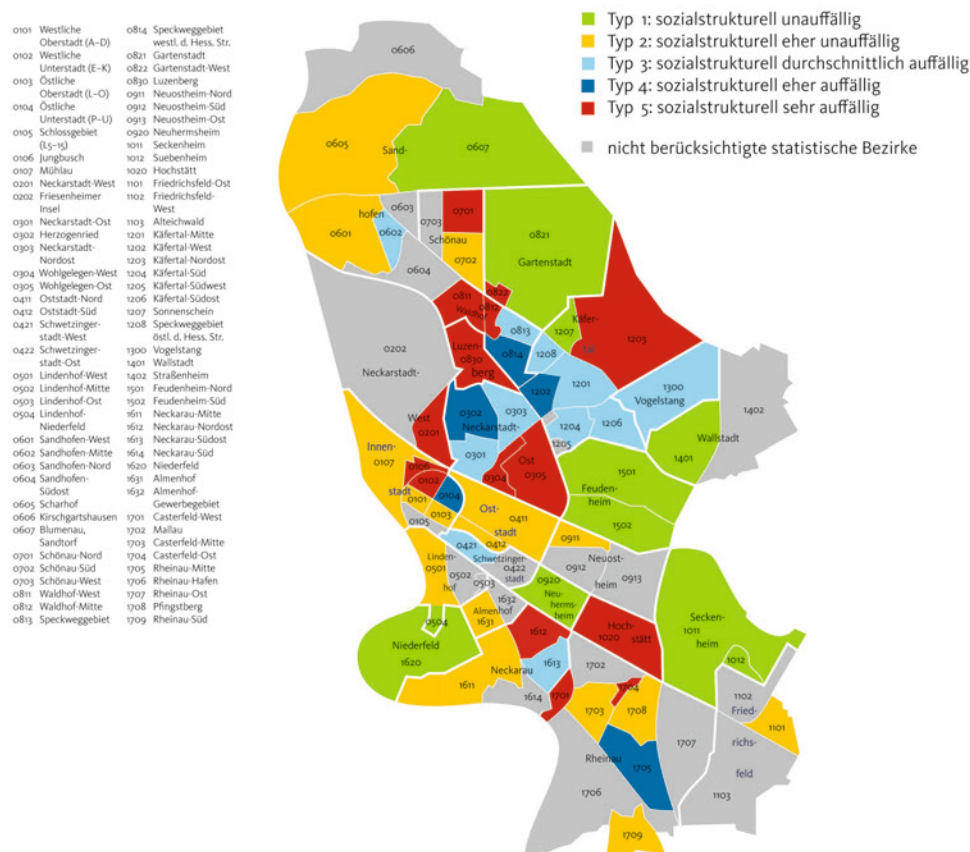 0101 Westliche
Oberstadt (A–D)
0102 Westliche
Unterstadt (E–K)
0103 Östliche
Oberstadt (L–O)
0104 Östliche
Unterstadt (P–U)
0105 Schlossgebiet
(L5–15)
0106 Jungbusch
0107 Mühlau
0201 Neckarstadt-West
0202 Friesenheimer
Insel
0301 Neckarstadt-Ost
0302 Herzogenried
0303 Neckarstadt-
Nordost
0304 Wohlgelegen-West
0305 Wohlgelegen-Ost
0411 Oststadt-Nord
0412 Oststadt-Süd
0421 Schwetzinger-
stadt-West
0422 Schwetzinger-
stadt-Ost
0501 Lindenhof-West
0502 Lindenhof-Mitte
0503 Lindenhof-Ost
0504 Lindenhof-
Niederfeld
0601 Sandhofen-West
0602 Sandhofen-Mitte
0603 Sandhofen-Nord
0604 Sandhofen-
Südost
0605 Scharhof
0606 Kirschgartshausen
0607 Blumenau,
Sandtorf
0701 Schönau-Nord
0702 Schönau-Süd
0703 Schönau-West
0811 Waldhof-West
0812 Waldhof-Mitte
0813 Speckweggebiet
0814 Speckweggebiet
westl. d. Hess. Str.
0821 Gartenstadt
0822 Gartenstadt-West
0830 Luzenberg
0911 Neuostheim-Nord
0912 Neuostheim-Süd
0913 Neuostheim-Ost
0920 Neuhermsheim
1011 Seckenheim
1012 Suebenheim
1020 Hochstätt
1101 Friedrichsfeld-Ost
1102 Friedrichsfeld-
West
1103 Alteichwald
1201 Käfertal-Mitte
1202 Käfertal-West
1203 Käfertal-Nordost
1204 Käfertal-Süd
1205 Käfertal-Südwest
1206 Käfertal-Südost
1207 Sonnenschein
1208 Speckweggebiet
östl. d. Hess. Str.
1300 Vogelstang
1401 Wallstadt
1402 Straßenheim
1501 Feudenheim-Nord
1502 Feudenheim-Süd
1611 Neckarau-Mitte
1612 Neckarau-Nordost
1613 Neckarau-Südost
1614 Neckarau-Süd
1620 Niederfeld
1631 Almenhof
1632 Almenhof-
Gewerbegebiet
1701 Casterfeld-West
1702 Mallau
1703 Casterfeld-Mitte
1704 Casterfeld-Ost
1705 Rheinau-Mitte
1706 Rheinau-Hafen
1707 Rheinau-Ost
1708 Pfingstberg
1709 Rheinau-Süd
Typ 1: sozialstrukturell unauffällig
Typ 2: sozialstrukturell eher unauffällig
Typ 3: sozialstrukturell durchschnittlich auffällig
Typ 4: sozialstrukturell eher auffällig
Typ 5: sozialstrukturell sehr auffällig
nicht berücksichtigte statistische Bezirke
0606
0605
Sand-
0607
hofen
0603
0601
0602
0703
0701
Schönau
0702
0604
0821
Gartenstadt
0811
0822
Waldhof
0812
0813
Käfer-
1207
tal
1203
0202
Neckarstadt-
Luzen-
0830
berg
0814
1208
1201
1300
Vogelstang
1402
1202
0302
0303
Neckarstadt-
West
0201
1204
1205
1206
Wallstadt
1401
Innen-
0107
0301
Ost
0304
0305
1501
Feuden-
heim
1502
0106
0102
stadt
0101
0104
0103
0105
Ost-
0411
stadt
0412
0421
Schwetzinger-
stadt
0422
0911
Neuost-
0912
heim
0913
Linden-
0501
hof
0502
0503
0920
Neu-
herms-
heim
1632
Almenhof
1631
1612
Hoch-
1020
stätt
Secken-
1011
heim
1012
0504
Niederfeld
1620
Neckarau
1611
1613
1614
1701
1702
1704
1703
1708
1102
Fried-
1101
richs-
feld
1103
Rheinau
1705
1707
1706
1709